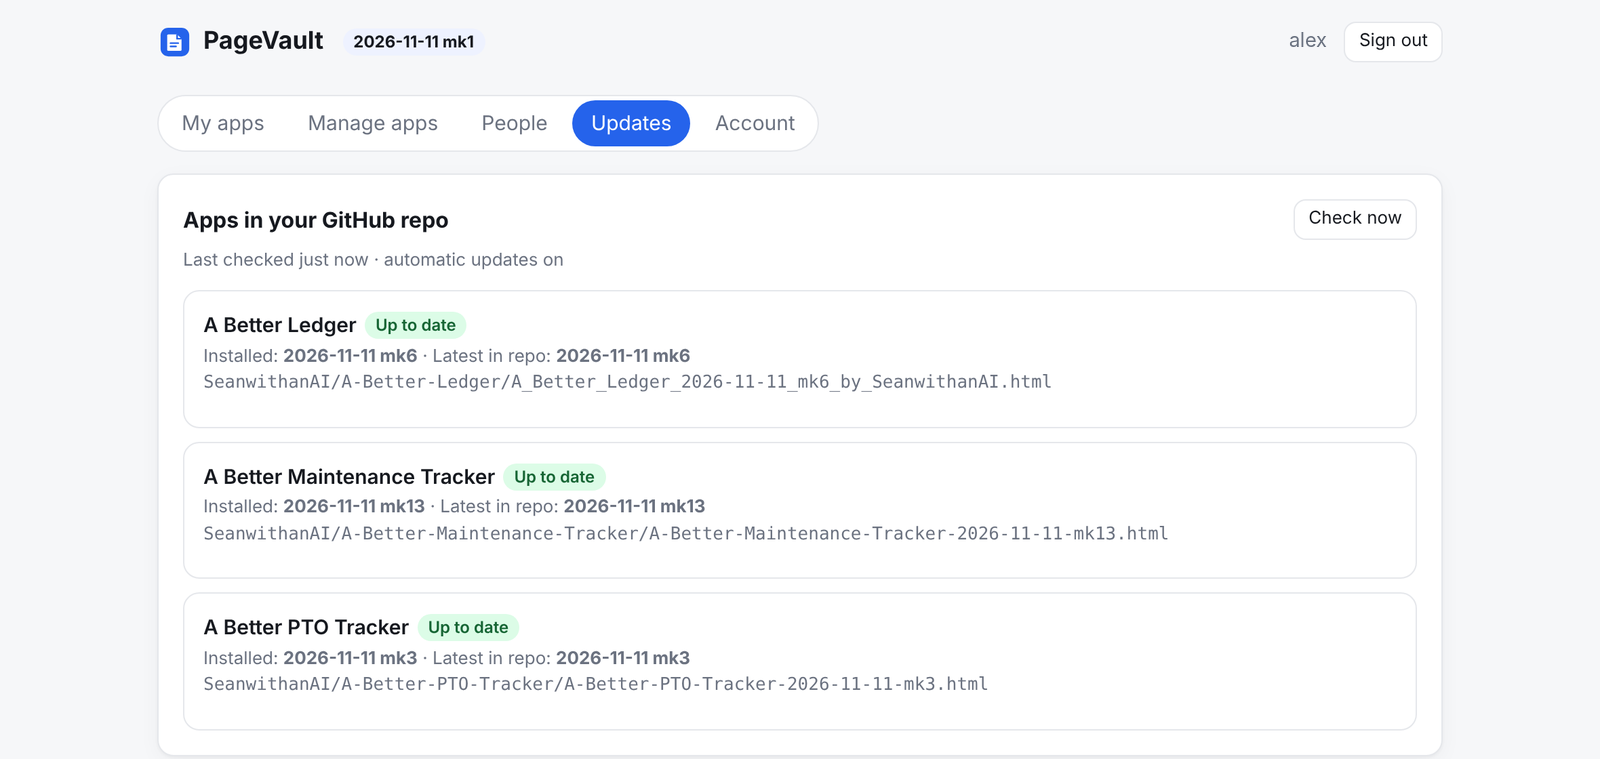 PageVault 2026-11-11 mk1
alex Sign out
My apps Manage apps People Updates Account
Apps in your GitHub repo
Check now
Last checked just now · automatic updates on
A Better Ledger Up to date
Installed: 2026-11-11 mk6 · Latest in repo: 2026-11-11 mk6
SeanwithanAI/A-Better-Ledger/A_Better_Ledger_2026-11-11_mk6_by_SeanwithanAI.html
A Better Maintenance Tracker Up to date
Installed: 2026-11-11 mk13 · Latest in repo: 2026-11-11 mk13
SeanwithanAI/A-Better-Maintenance-Tracker/A-Better-Maintenance-Tracker-2026-11-11-mk13.html
A Better PTO Tracker Up to date
Installed: 2026-11-11 mk3 · Latest in repo: 2026-11-11 mk3
SeanwithanAI/A-Better-PTO-Tracker/A-Better-PTO-Tracker-2026-11-11-mk3.html